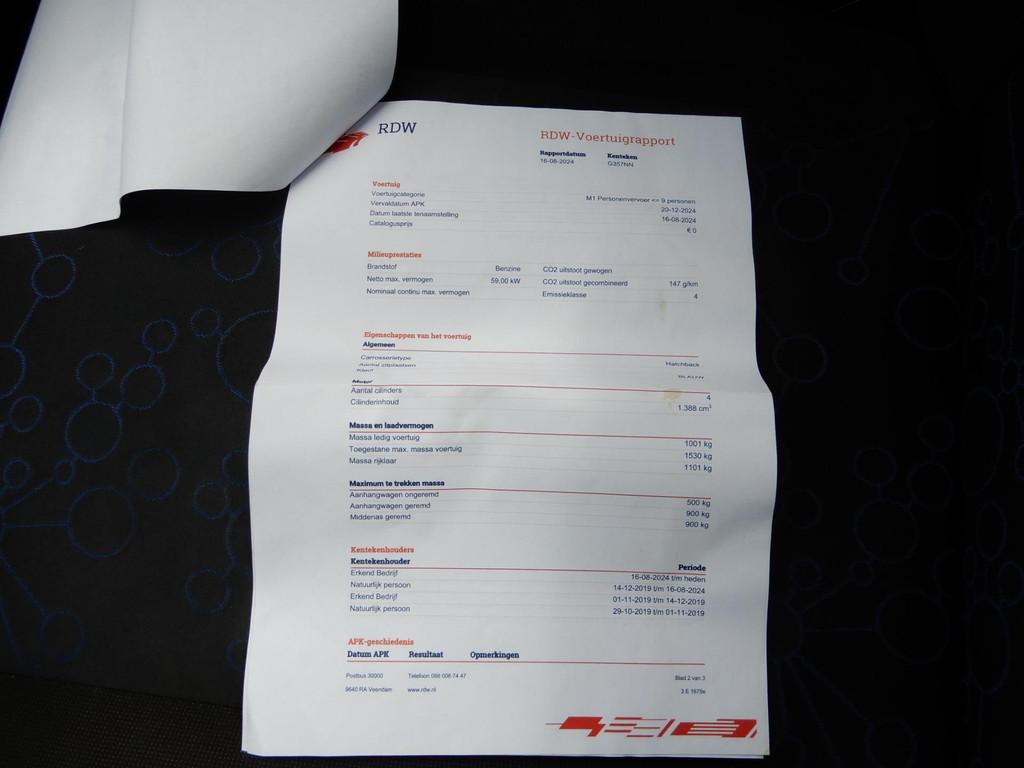 RDW
RDW-Voertuigrapport
Rapportdatum Kenteken
16-08-2024 G357NN
Voertuig
Voertuigcategorie M1 Personenvervoer <= 9 personen
Vervaldatum APK 20-12-2024
Datum laatste tenaamstelling 16-08-2024
Catalogusprijs € 0
Milieuprestaties
Brandstof Benzine CO2 uitstoot gewogen
Netto max. vermogen 59,00 kW CO2 uitstoot gecombineerd 147 g/km
Nominaal continu max. vermogen Emissieklasse 4
Eigenschappen van het voertuig
Algemeen
Carrosserietype Hatchback
Aantal zitplaatsen
Kleur BLAUW
Motor
Aantal cilinders 4
Cilinderinhoud 1.388 cm³
Massa en laadvermogen
Massa ledig voertuig 1001 kg
Toegestane max. massa voertuig 1530 kg
Massa rijklaar 1101 kg
Maximum te trekken massa
Aanhangwagen ongeremd 500 kg
Aanhangwagen geremd 900 kg
Middenas geremd 900 kg
Kentekenhouders
Kentekenhouder Periode
Erkend Bedrijf 16-08-2024 t/m heden
Natuurlijk persoon 14-12-2019 t/m 16-08-2024
Erkend Bedrijf 01-11-2019 t/m 14-12-2019
Natuurlijk persoon 29-10-2019 t/m 01-11-2019
APK-geschiedenis
Datum APK Resultaat Opmerkingen
Postbus 30000 Telefoon 088 008 74 47 Blad 2 van 3
9640 RA Veendam www.rdw.nl 3 E 1679e